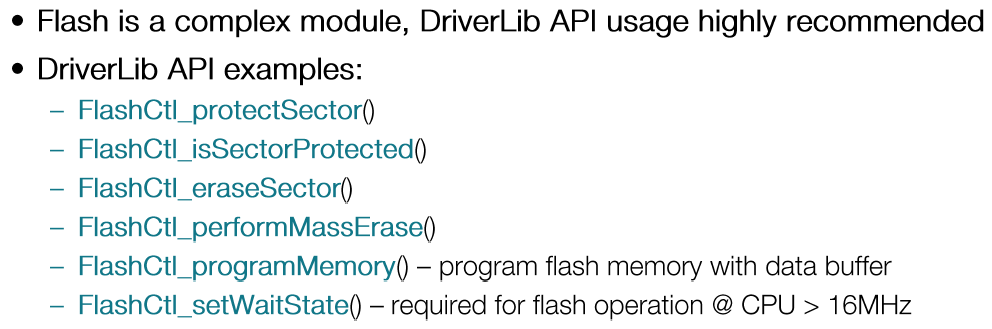 • Flash is a complex module, DriverLib API usage highly recommended
• DriverLib API examples:
– FlashCtl_protectSector()
– FlashCtl_isSectorProtected()
– FlashCtl_eraseSector()
– FlashCtl_performMassErase()
– FlashCtl_programMemory() – program flash memory with data buffer
– FlashCtl_setWaitState() – required for flash operation @ CPU > 16MHz